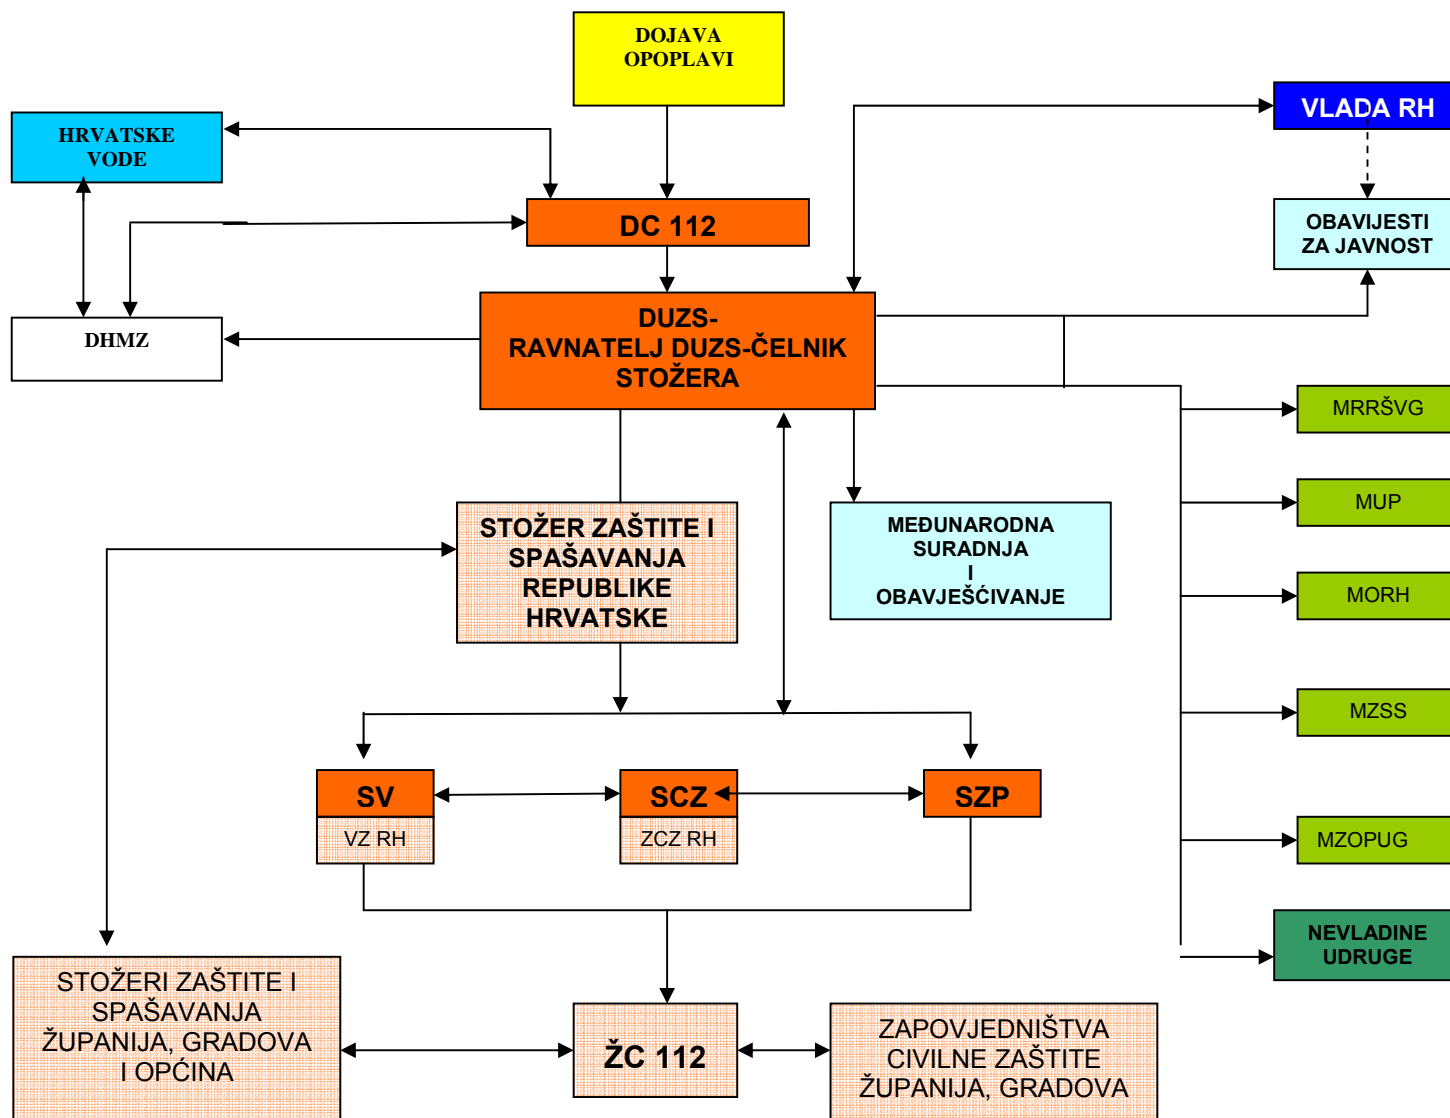 DOJAVA
OPOPLAVI
VLADA RH
HRVATSKE
VODE
DC 112
OBAVIJESTI
ZA JAVNOST
DUZS-
RAVNATELJ DUZS-ČELNIK
STOŽERA
DHMZ
MRRŠVG
MUP
STOŽER ZAŠTITE I
SPAŠAVANJA
REPUBLIKE
HRVATSKE
MEĐUNARODNA
SURADNJA
I
OBAVJEŠĆIVANJE
MORH
MZSS
SV
VZ RH
SCZ
ZCZ RH
SZP
MZOPUG
NEVLADINE
UDRUGE
STOŽERI ZAŠTITE I
SPAŠAVANJA
ŽUPANIJA, GRADOVA
I OPĆINA
ŽC 112
ZAPOVJEDNIŠTVA
CIVILNE ZAŠTITE
ŽUPANIJA, GRADOVA